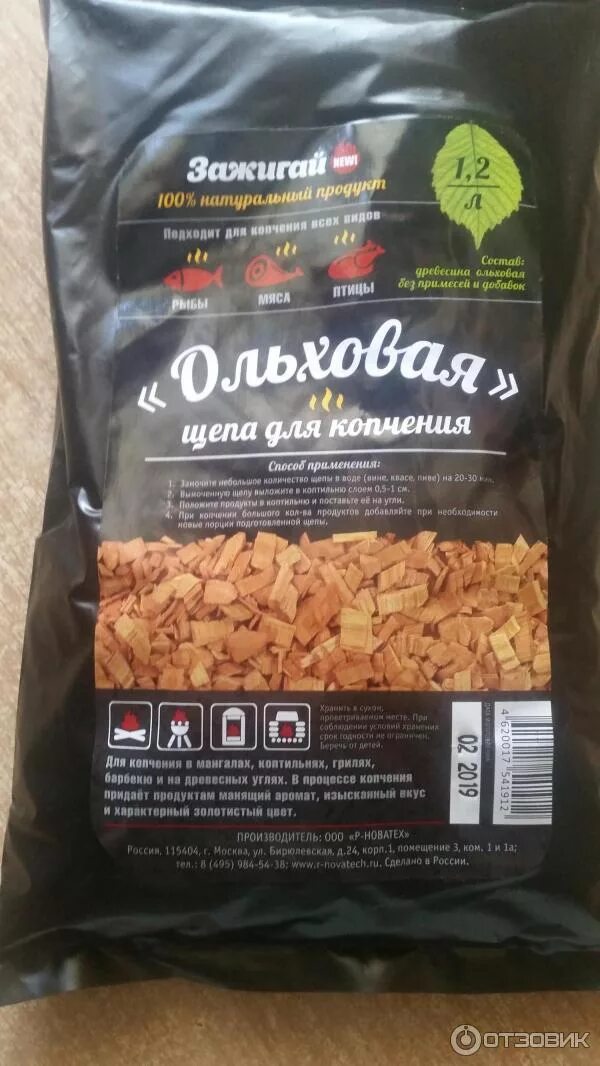 Зажигай NEW!
100% натуральный продукт
Подходит для копчения всех видов
РЫБЫ
МЯСА
ПТИЦЫ
1,2
л
Состав:
древесина ольховая
без примесей и добавок
«Ольховая»
щепа для копчения
Способ применения:
1. Замочите небольшое количество щепы в воде (вине, квасе, пиве) на 20-30 мин.
2. Вымоченную щепу выложите в коптильню слоем 0,5-1 см.
3. Положите продукты в коптильню и поставьте её на угли.
4. При копчении большого кол-ва продуктов добавляйте при необходимости
новые порции подготовленной щепы.
Хранить в сухом,
проветриваемом месте. При
соблюдении условий хранения
срок годности не ограничен.
Беречь от детей.
02 2019
4 620017 541912
Для копчения в мангалах, коптильнях, грилях,
барбекю и на древесных углях. В процессе копчения
придаёт продуктам манящий аромат, изысканный вкус
и характерный золотистый цвет.
ПРОИЗВОДИТЕЛЬ: ООО «Р-НОВАТЕХ»
Россия, 115404, г. Москва, ул. Бирюлевская, д.24, корп.1, помещение 3, ком. 1 и 1а;
тел.: 8 (495) 984-54-38; www.r-novatech.ru. Сделано в России.
ОТЗОВИК